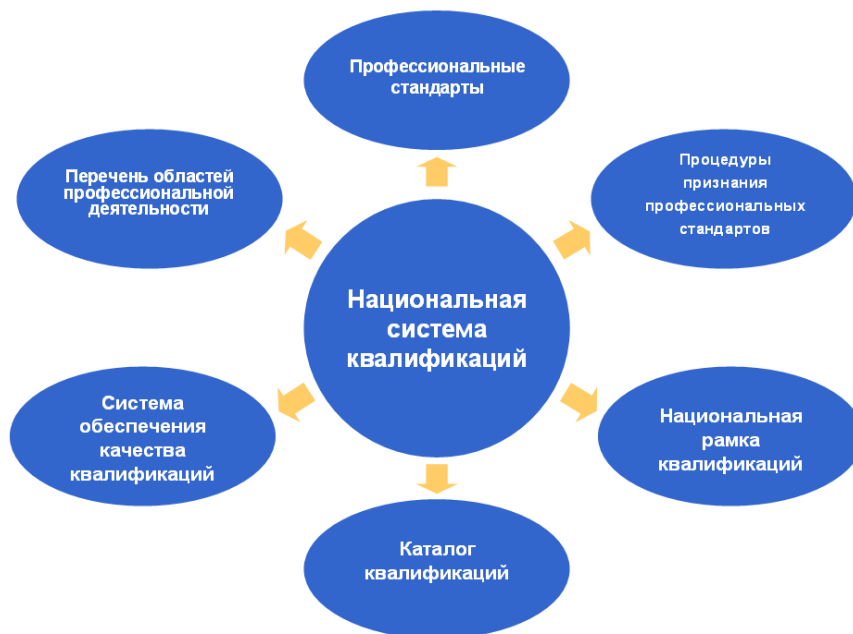 Профессиональные
стандарты
Перечень областей
профессиональной
деятельности
Процедуры
признания
профессиональных
стандартов
Национальная
система
квалификаций
Система
обеспечения
качества
квалификаций
Национальная
рамка
квалификаций
Каталог
квалификаций